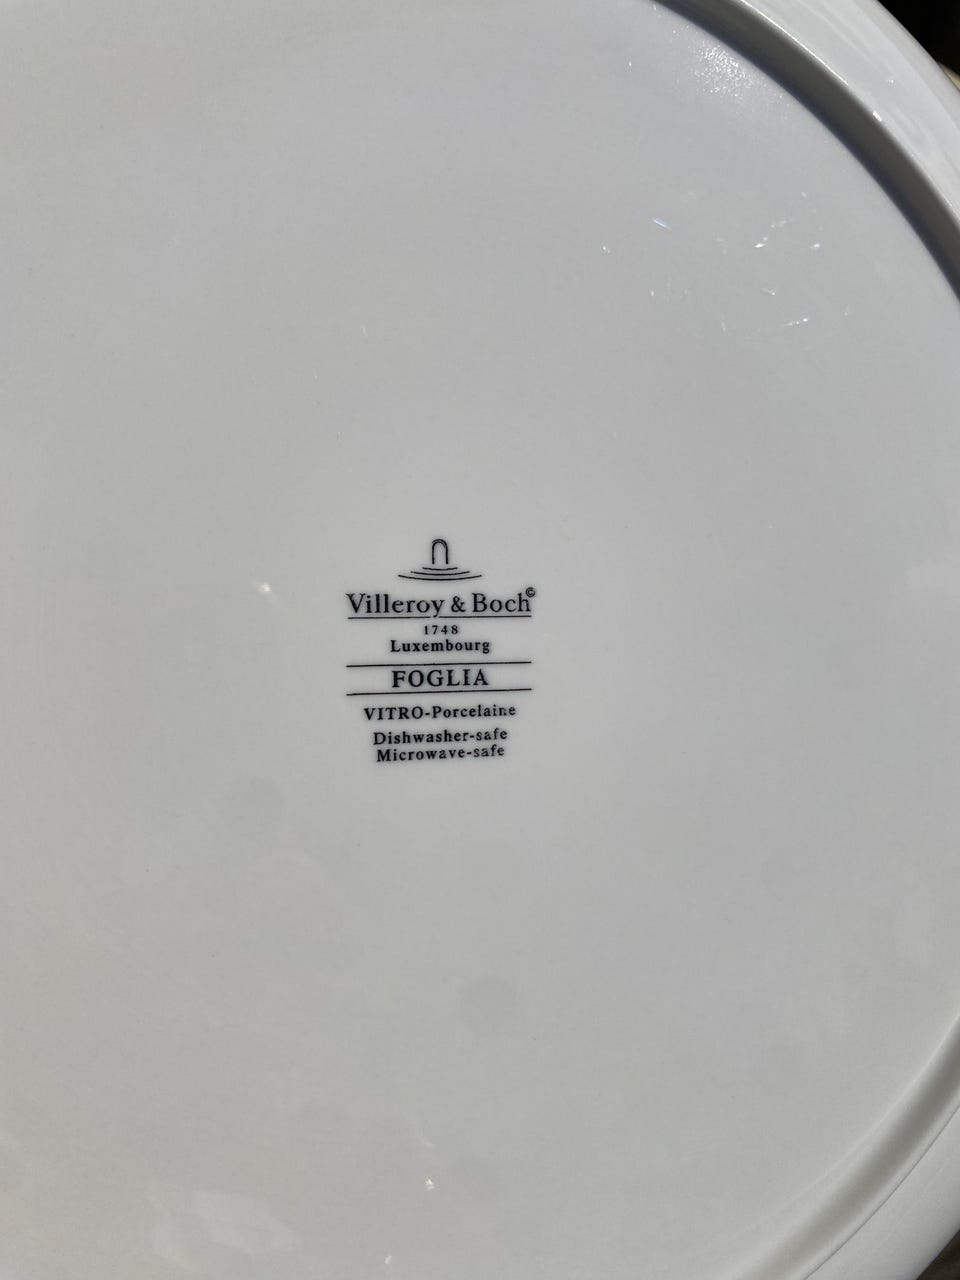 Villeroy & Boch©
1748
Luxembourg
FOGLIA
VITRO-Porcelaine
Dishwasher-safe
Microwave-safe